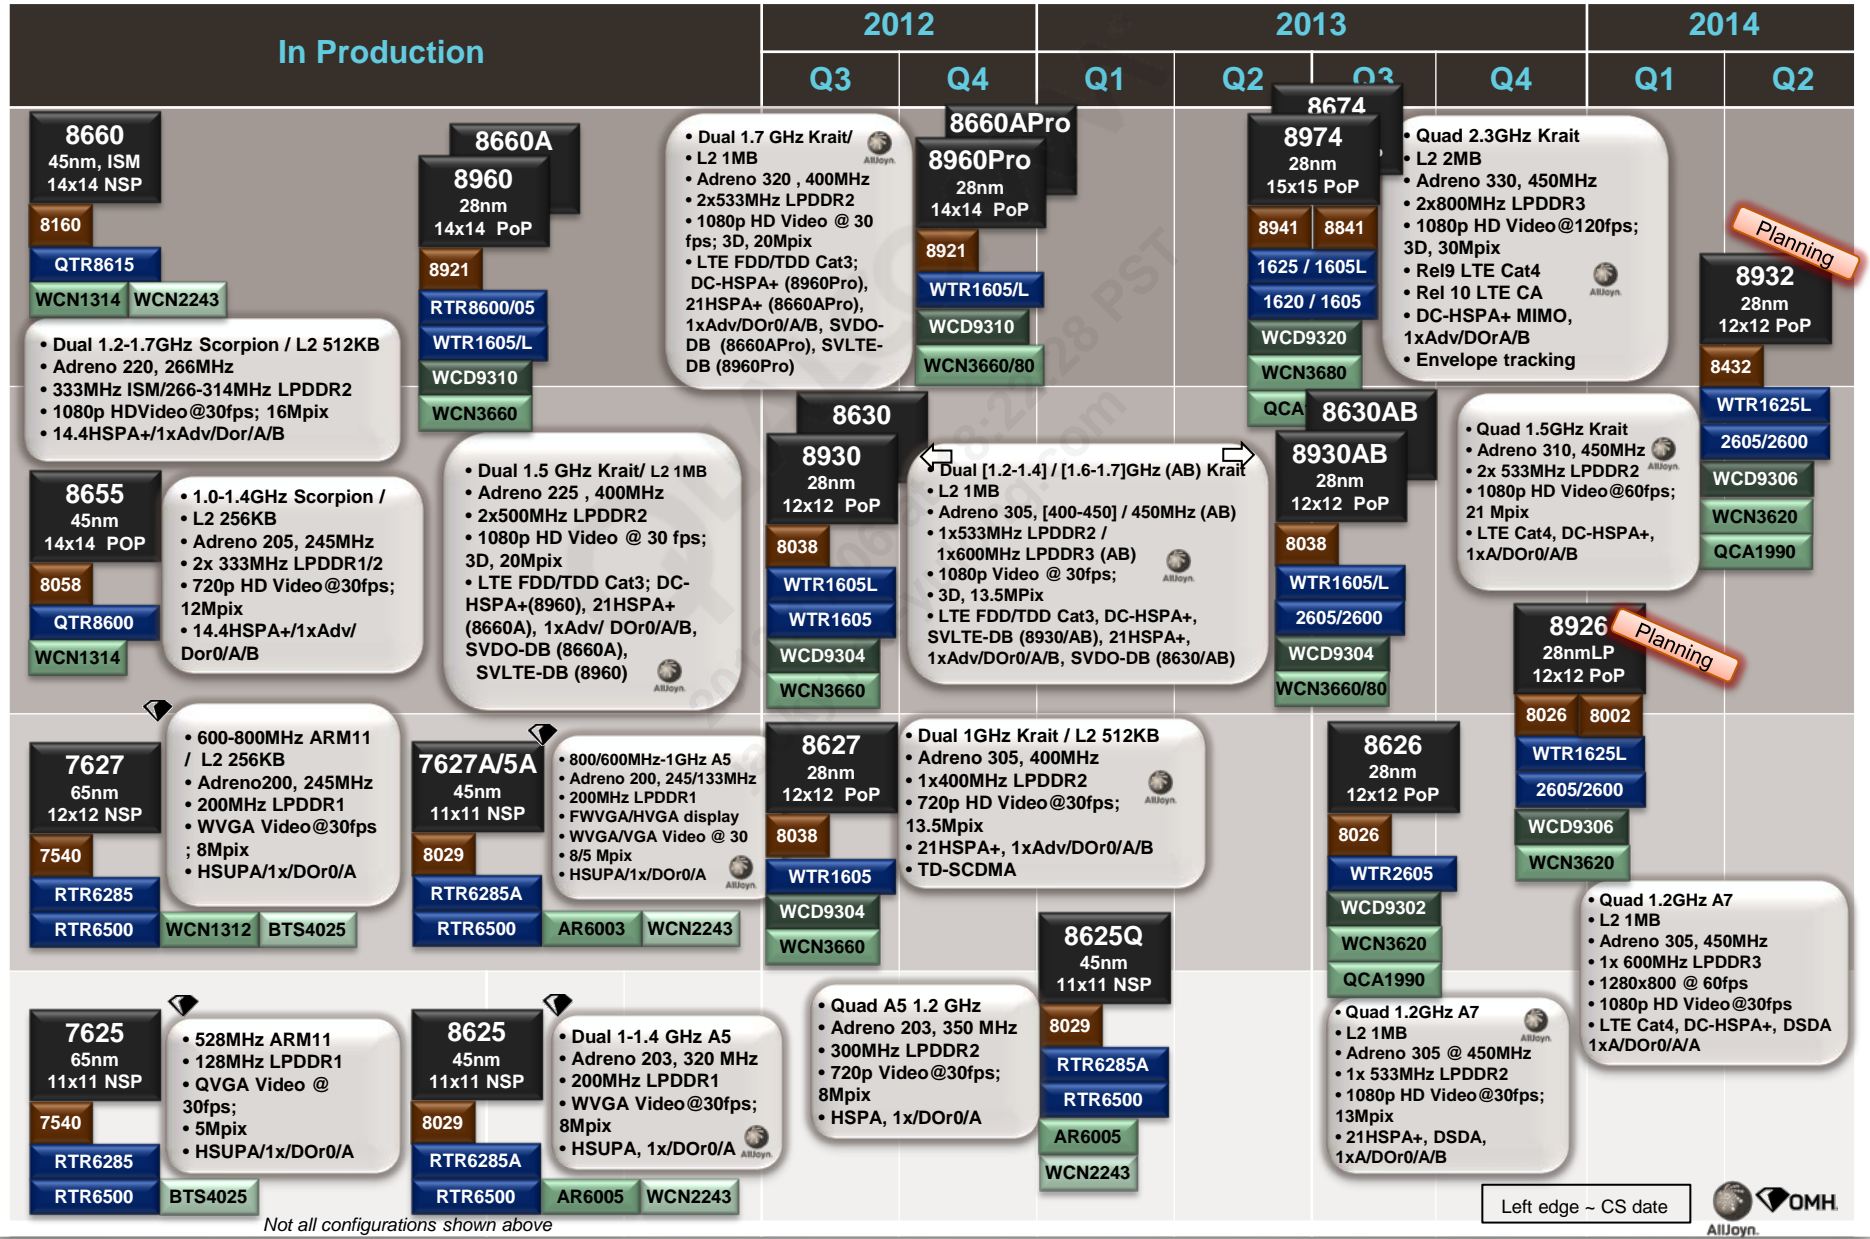 In Production
2012
2013
2014
Q3
Q4
Q1
Q2
Q3
Q4
Q1
Q2
8660
45nm, ISM
14x14 NSP
8160
QTR8615
WCN1314
WCN2243
• Dual 1.2-1.7GHz Scorpion / L2 512KB
• Adreno 220, 266MHz
• 333MHz ISM/266-314MHz LPDDR2
• 1080p HDVideo@30fps; 16Mpix
• 14.4HSPA+/1xAdv/Dor/A/B
8660A
8960
28nm
14x14 PoP
8921
RTR8600/05
WTR1605/L
WCD9310
WCN3660
• Dual 1.5 GHz Krait/ L2 1MB
• Adreno 225 , 400MHz
• 2x500MHz LPDDR2
• 1080p HD Video @ 30 fps;
3D, 20Mpix
• LTE FDD/TDD Cat3; DC-
HSPA+(8960), 21HSPA+
(8660A), 1xAdv/ DOr0/A/B,
SVDO-DB (8660A),
SVLTE-DB (8960)
AllJoyn.
• Dual 1.7 GHz Krait/
• L2 1MB
• Adreno 320 , 400MHz
• 2x533MHz LPDDR2
• 1080p HD Video @ 30
fps; 3D, 20Mpix
• LTE FDD/TDD Cat3;
DC-HSPA+ (8960Pro),
21HSPA+ (8660APro),
1xAdv/DOr0/A/B, SVDO-
DB (8660APro), SVLTE-
DB (8960Pro)
AllJoyn.
8660APro
8960Pro
28nm
14x14 PoP
8921
WTR1605/L
WCD9310
WCN3660/80
8674
8974
28nm
15x15 PoP
8941
8841
1625 / 1605L
1620 / 1605
WCD9320
WCN3680
QCA
• Quad 2.3GHz Krait
• L2 2MB
• Adreno 330, 450MHz
• 2x800MHz LPDDR3
• 1080p HD Video@120fps;
3D, 30Mpix
• Rel9 LTE Cat4
• Rel 10 LTE CA
• DC-HSPA+ MIMO,
1xAdv/DOrA/B
• Envelope tracking
AllJoyn.
Planning
8932
28nm
12x12 PoP
8432
WTR1625L
2605/2600
WCD9306
WCN3620
QCA1990
• Quad 1.5GHz Krait
• Adreno 310, 450MHz
• 2x 533MHz LPDDR2
• 1080p HD Video@60fps;
21 Mpix
• LTE Cat4, DC-HSPA+,
1xA/DOr0/A/B
AllJoyn.
8655
45nm
14x14 POP
8058
QTR8600
WCN1314
• 1.0-1.4GHz Scorpion /
• L2 256KB
• Adreno 205, 245MHz
• 2x 333MHz LPDDR1/2
• 720p HD Video@30fps;
12Mpix
• 14.4HSPA+/1xAdv/
Dor0/A/B
8630
8930
28nm
12x12 PoP
8038
WTR1605L
WTR1605
WCD9304
WCN3660
• Dual [1.2-1.4] / [1.6-1.7]GHz (AB) Krait
• L2 1MB
• Adreno 305, [400-450] / 450MHz (AB)
• 1x533MHz LPDDR2 /
1x600MHz LPDDR3 (AB)
• 1080p Video @ 30fps;
• 3D, 13.5MPix
• LTE FDD/TDD Cat3, DC-HSPA+,
SVLTE-DB (8930/AB), 21HSPA+,
1xAdv/DOr0/A/B, SVDO-DB (8630/AB)
AllJoyn.
8630AB
8930AB
28nm
12x12 PoP
8038
WTR1605/L
2605/2600
WCD9304
WCN3660/80
8926
28nmLP
12x12 PoP
Planning
8026
8002
WTR1625L
2605/2600
WCD9306
WCN3620
• Quad 1.2GHz A7
• L2 1MB
• Adreno 305, 450MHz
• 1x 600MHz LPDDR3
• 1280x800 @ 60fps
• 1080p HD Video@30fps
• LTE Cat4, DC-HSPA+, DSDA
1xA/DOr0/A/A
7627
65nm
12x12 NSP
7540
RTR6285
RTR6500
WCN1312
BTS4025
• 600-800MHz ARM11
/ L2 256KB
• Adreno200, 245MHz
• 200MHz LPDDR1
• WVGA Video@30fps
; 8Mpix
• HSUPA/1x/DOr0/A
7627A/5A
45nm
11x11 NSP
8029
RTR6285A
RTR6500
AR6003
WCN2243
• 800/600MHz-1GHz A5
• Adreno 200, 245/133MHz
• 200MHz LPDDR1
• FWVGA/HVGA display
• WVGA/VGA Video @ 30
• 8/5 Mpix
• HSUPA/1x/DOr0/A
AllJoyn.
8627
28nm
12x12 PoP
8038
WTR1605
WCD9304
WCN3660
• Dual 1GHz Krait / L2 512KB
• Adreno 305, 400MHz
• 1x400MHz LPDDR2
• 720p HD Video@30fps;
13.5Mpix
• 21HSPA+, 1xAdv/DOr0/A/B
• TD-SCDMA
AllJoyn.
8626
28nm
12x12 PoP
8026
WTR2605
WCD9302
WCN3620
QCA1990
• Quad 1.2GHz A7
• L2 1MB
• Adreno 305 @ 450MHz
• 1x 533MHz LPDDR2
• 1080p HD Video@30fps;
13Mpix
• 21HSPA+, DSDA,
1xA/DOr0/A/B
AllJoyn.
7625
65nm
11x11 NSP
7540
RTR6285
RTR6500
BTS4025
• 528MHz ARM11
• 128MHz LPDDR1
• QVGA Video @
30fps;
• 5Mpix
• HSUPA/1x/DOr0/A
8625
45nm
11x11 NSP
8029
RTR6285A
RTR6500
AR6005
WCN2243
• Dual 1-1.4 GHz A5
• Adreno 203, 320 MHz
• 200MHz LPDDR1
• WVGA Video@30fps;
8Mpix
• HSUPA, 1x/DOr0/A
AllJoyn.
• Quad A5 1.2 GHz
• Adreno 203, 350 MHz
• 300MHz LPDDR2
• 720p Video@30fps;
8Mpix
• HSPA, 1x/DOr0/A
8625Q
45nm
11x11 NSP
8029
RTR6285A
RTR6500
AR6005
WCN2243
Not all configurations shown above
Left edge ~ CS date
AllJoyn.
OMH.